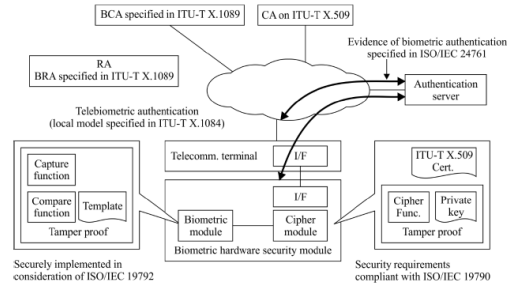 BCA specified in ITU-T X.1089
CA on ITU-T X.509
Evidence of biometric authentication
specified in ISO/IEC 24761
RA
BRA specified in ITU-T X.1089
Authentication
server
Telebiometric authentication
(local model specified in ITU-T X.1084)
Telecomm. terminal
I/F
I/F
Capture
function
Compare
function
Template
Tamper proof
Biometric
module
Cipher
module
Biometric hardware security module
ITU-T X.509
Cert.
Cipher
Func.
Private
key
Tamper proof
Securely implemented in
consideration of ISO/IEC 19792
Security requirements
compliant with ISO/IEC 19790